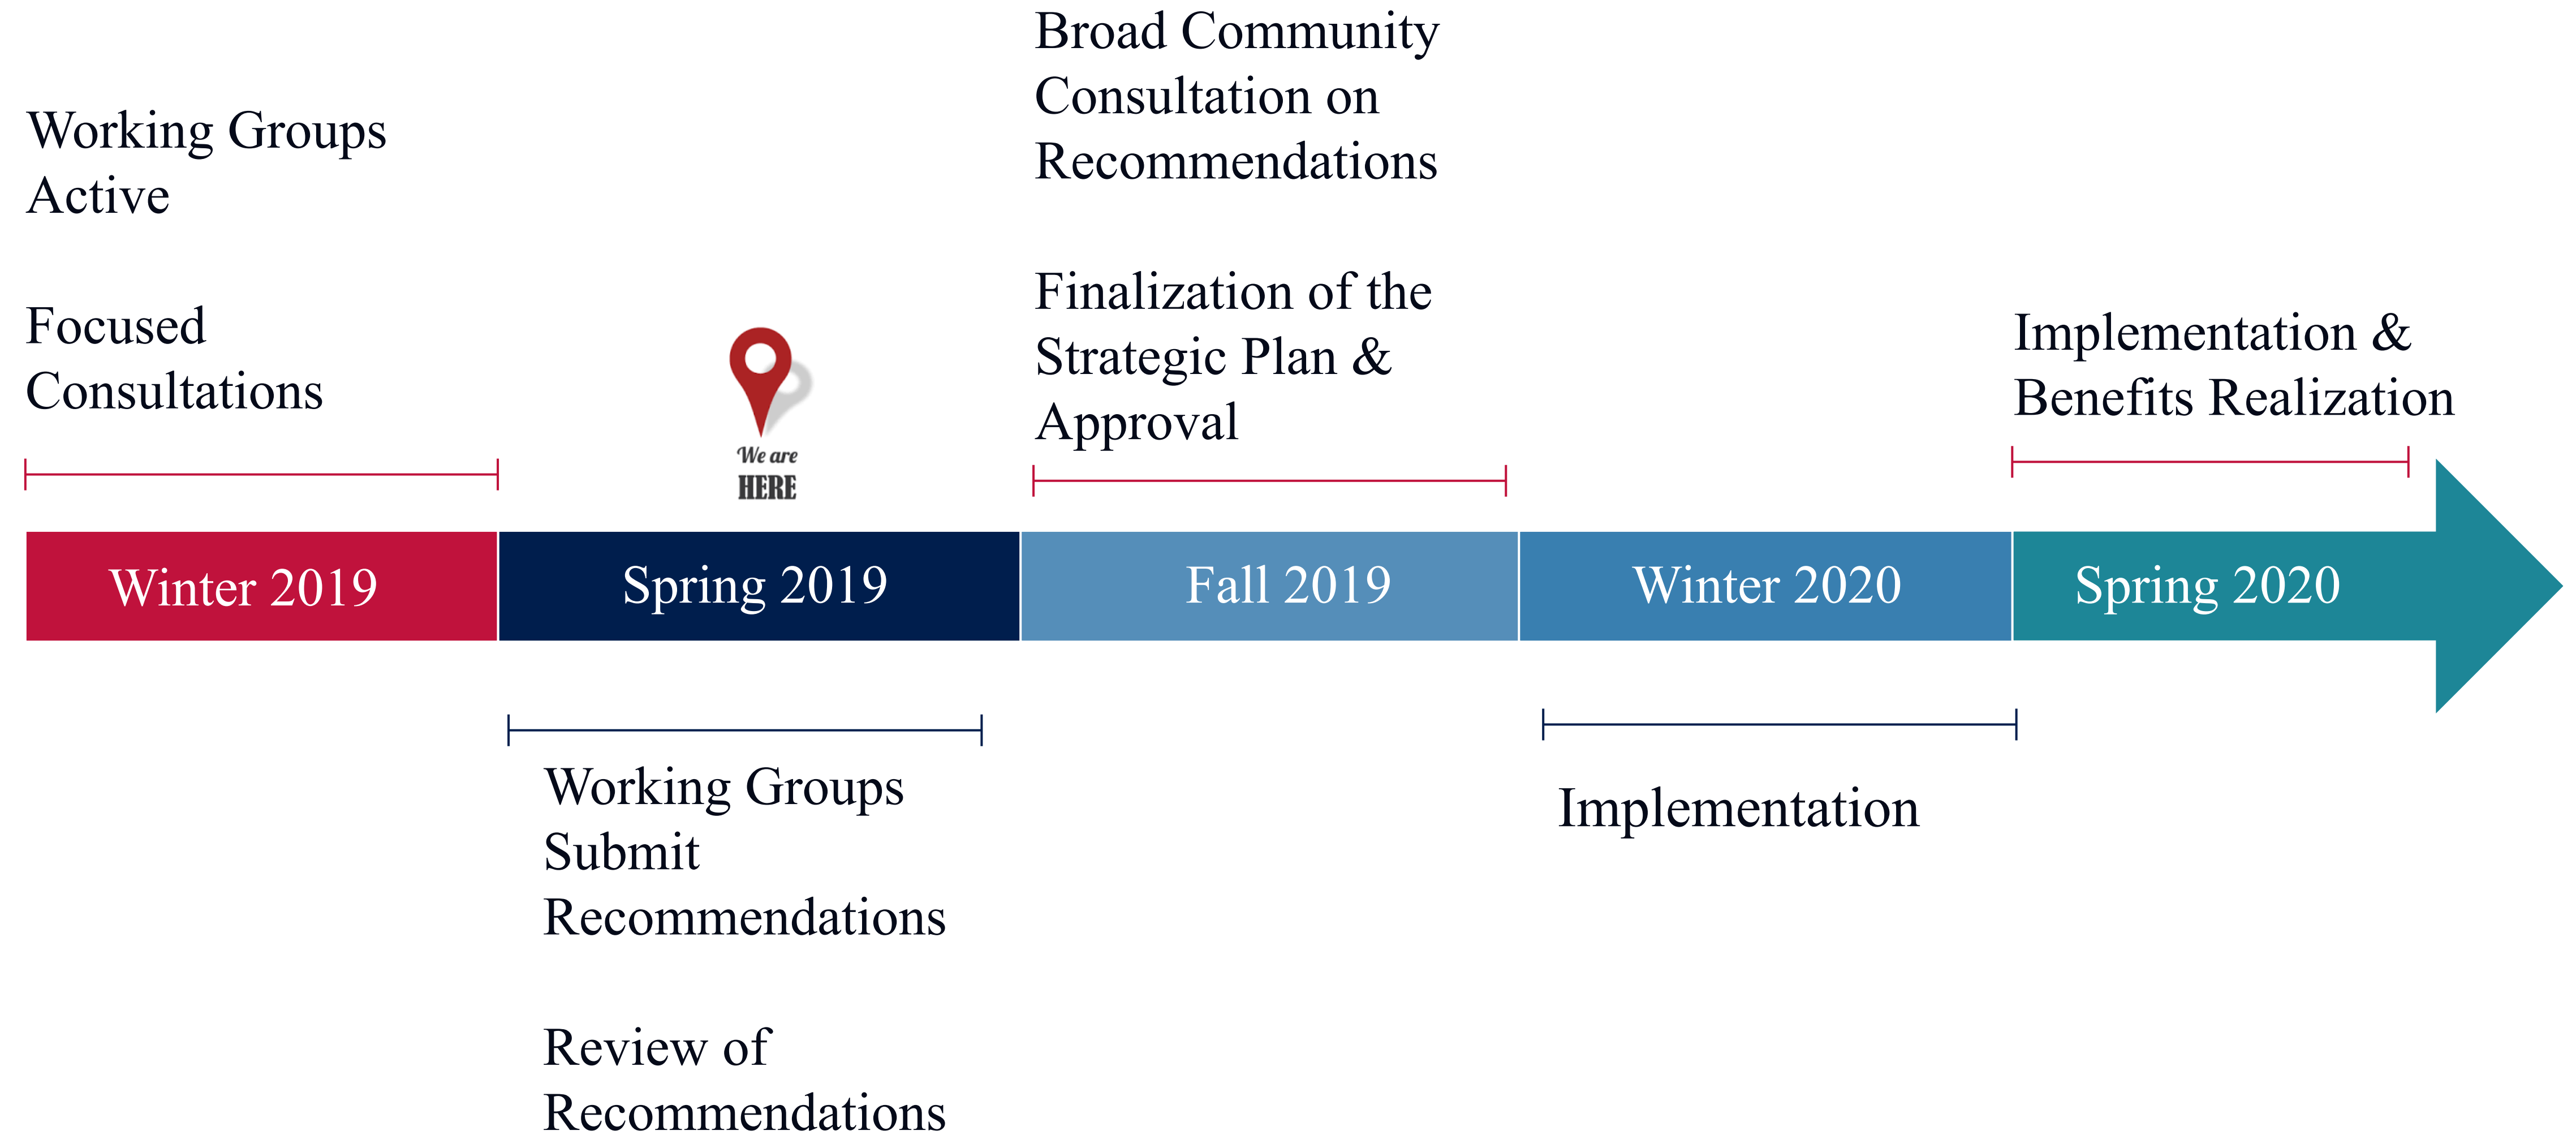 Working Groups
Active
Focused
Consultations
We are
HERE
Broad Community
Consultation on
Recommendations
Finalization of the
Strategic Plan &
Approval
Implementation &
Benefits Realization
Winter 2019
Spring 2019
Fall 2019
Winter 2020
Spring 2020
Working Groups
Submit
Recommendations
Review of
Recommendations
Implementation